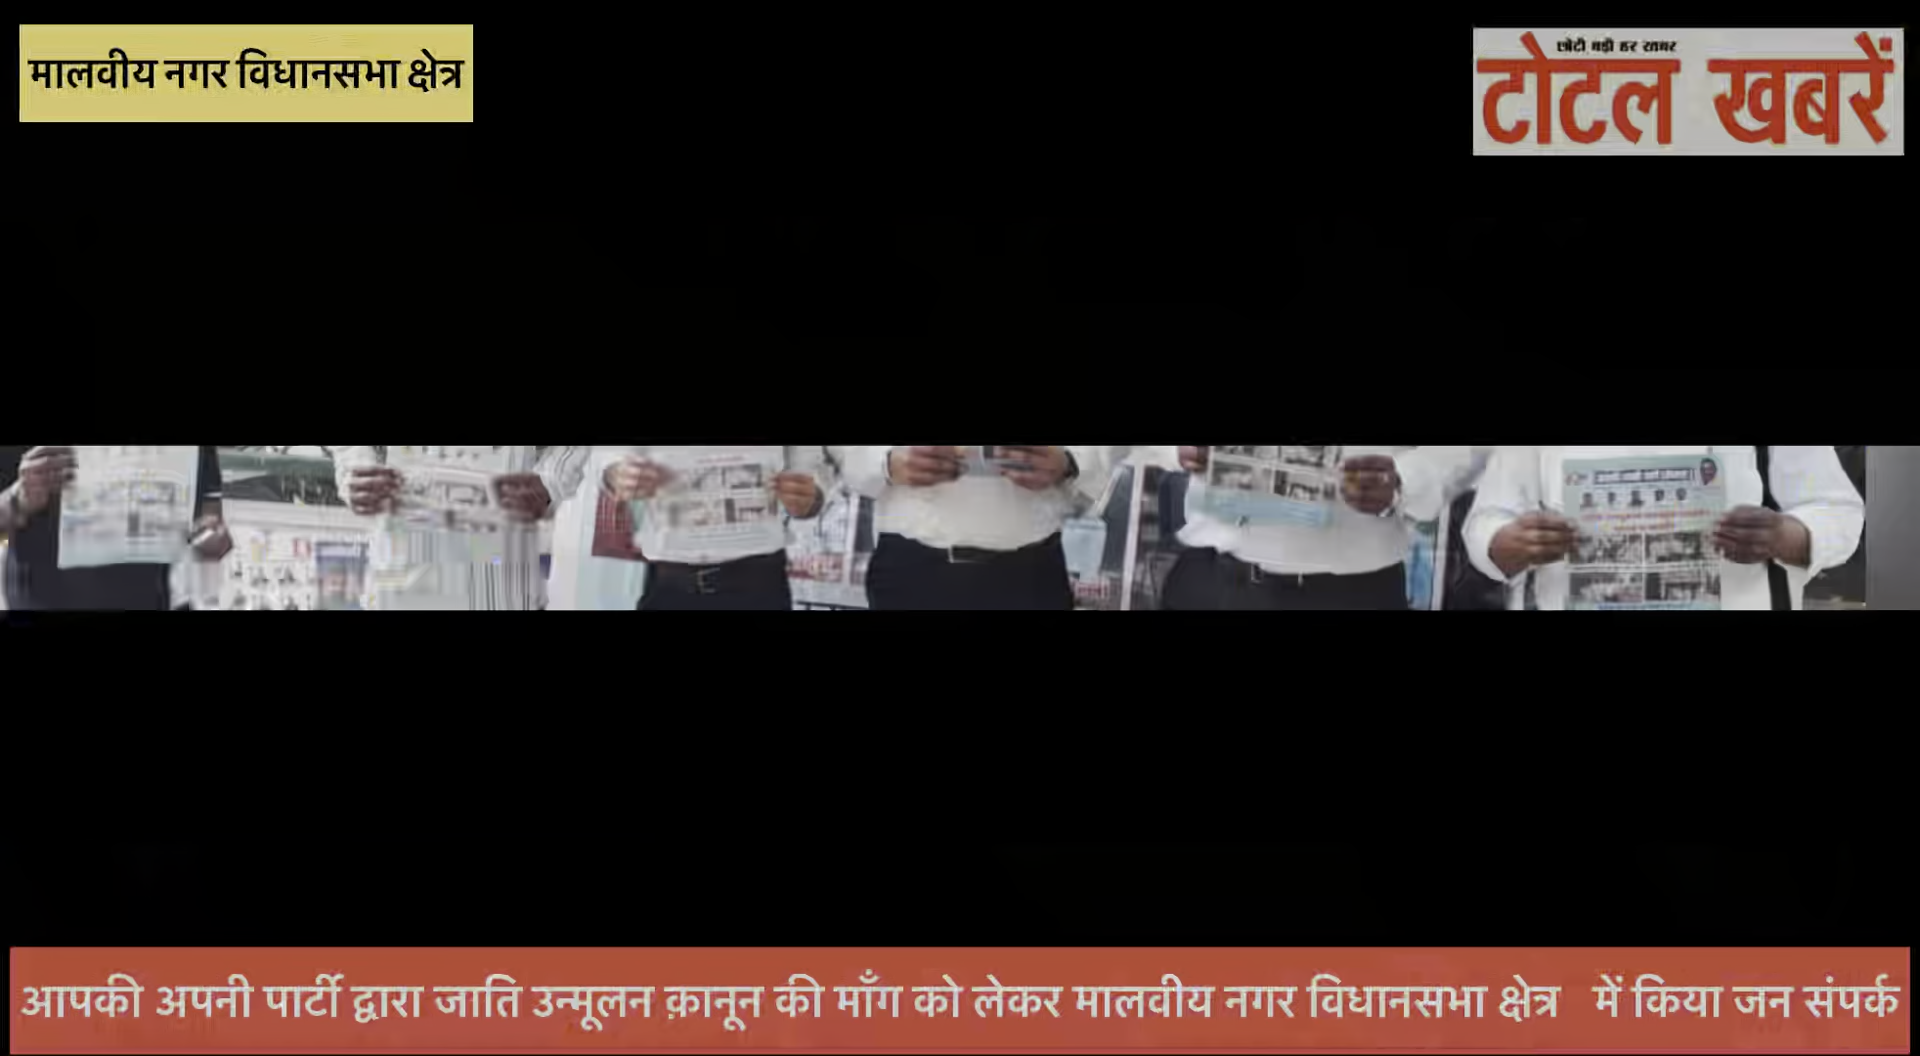 मालवीय नगर विधानसभा क्षेत्र
छोटी बड़ी हर खबर
टोटल खबरें
आपकी अपनी पार्टी द्वारा जाति उन्मूलन क़ानून की माँग को लेकर मालवीय नगर विधानसभा क्षेत्र में किया जन संपर्क